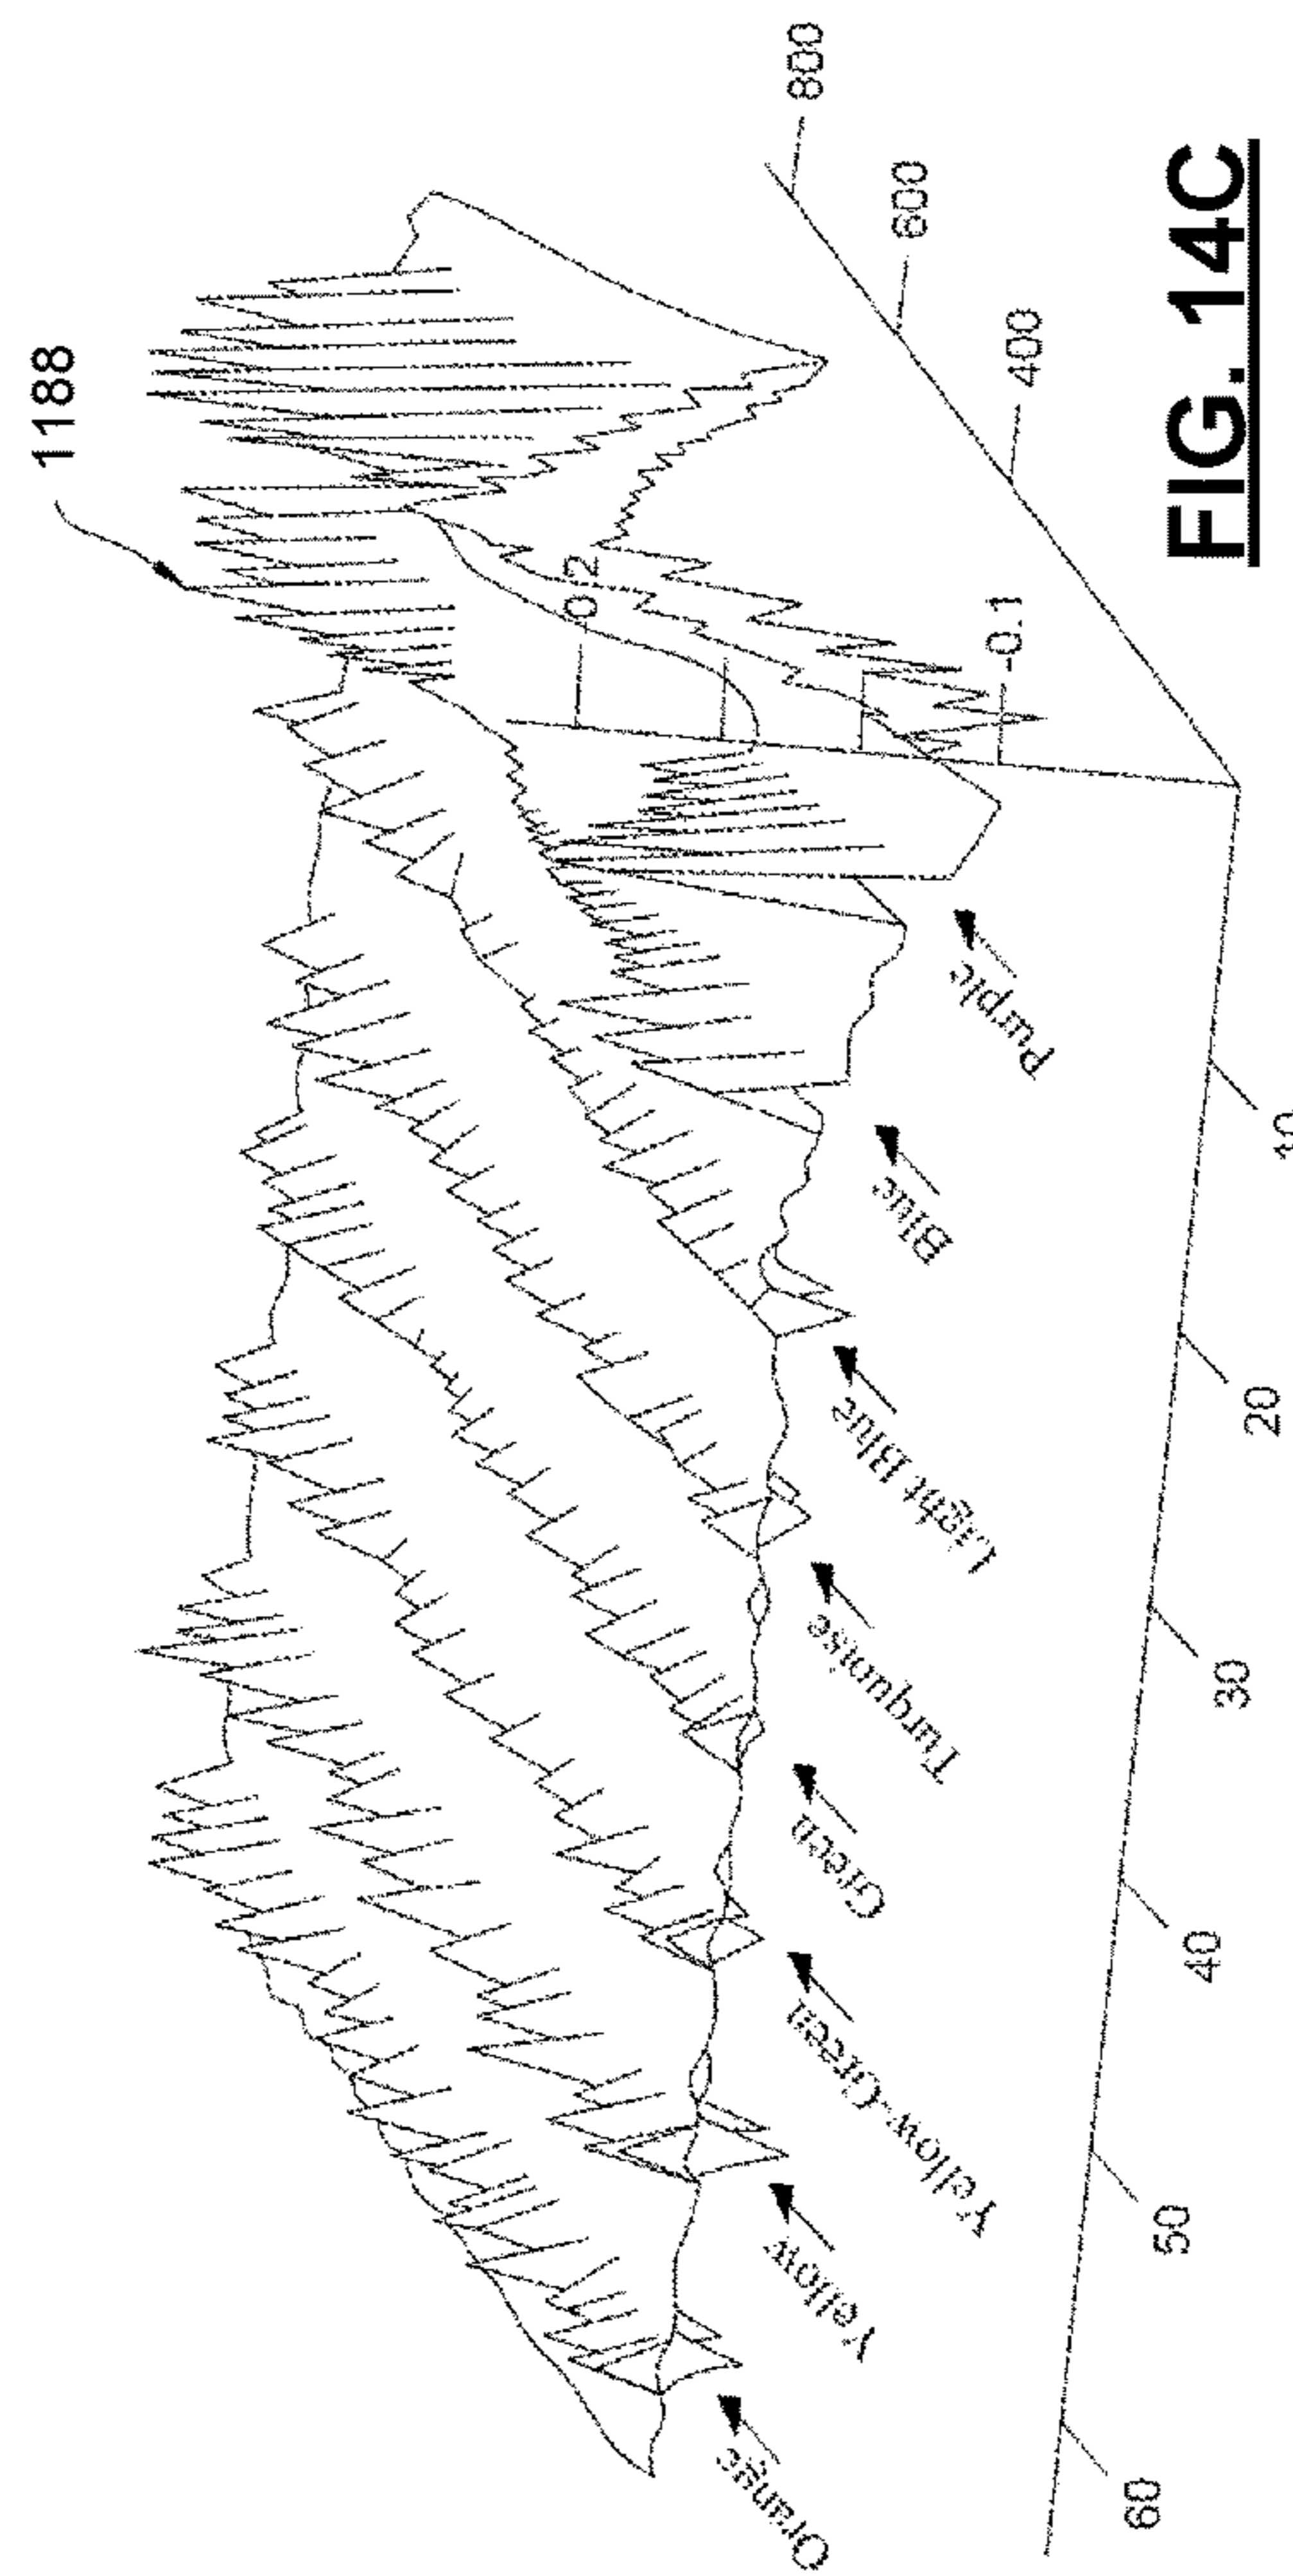 1188
0.2
-0.1
800
600
400
10
20
30
40
50
60
Purple
Blue
Light Blue
Turquoise
Green
Yellow-Green
Yellow
Orange
FIG. 14C